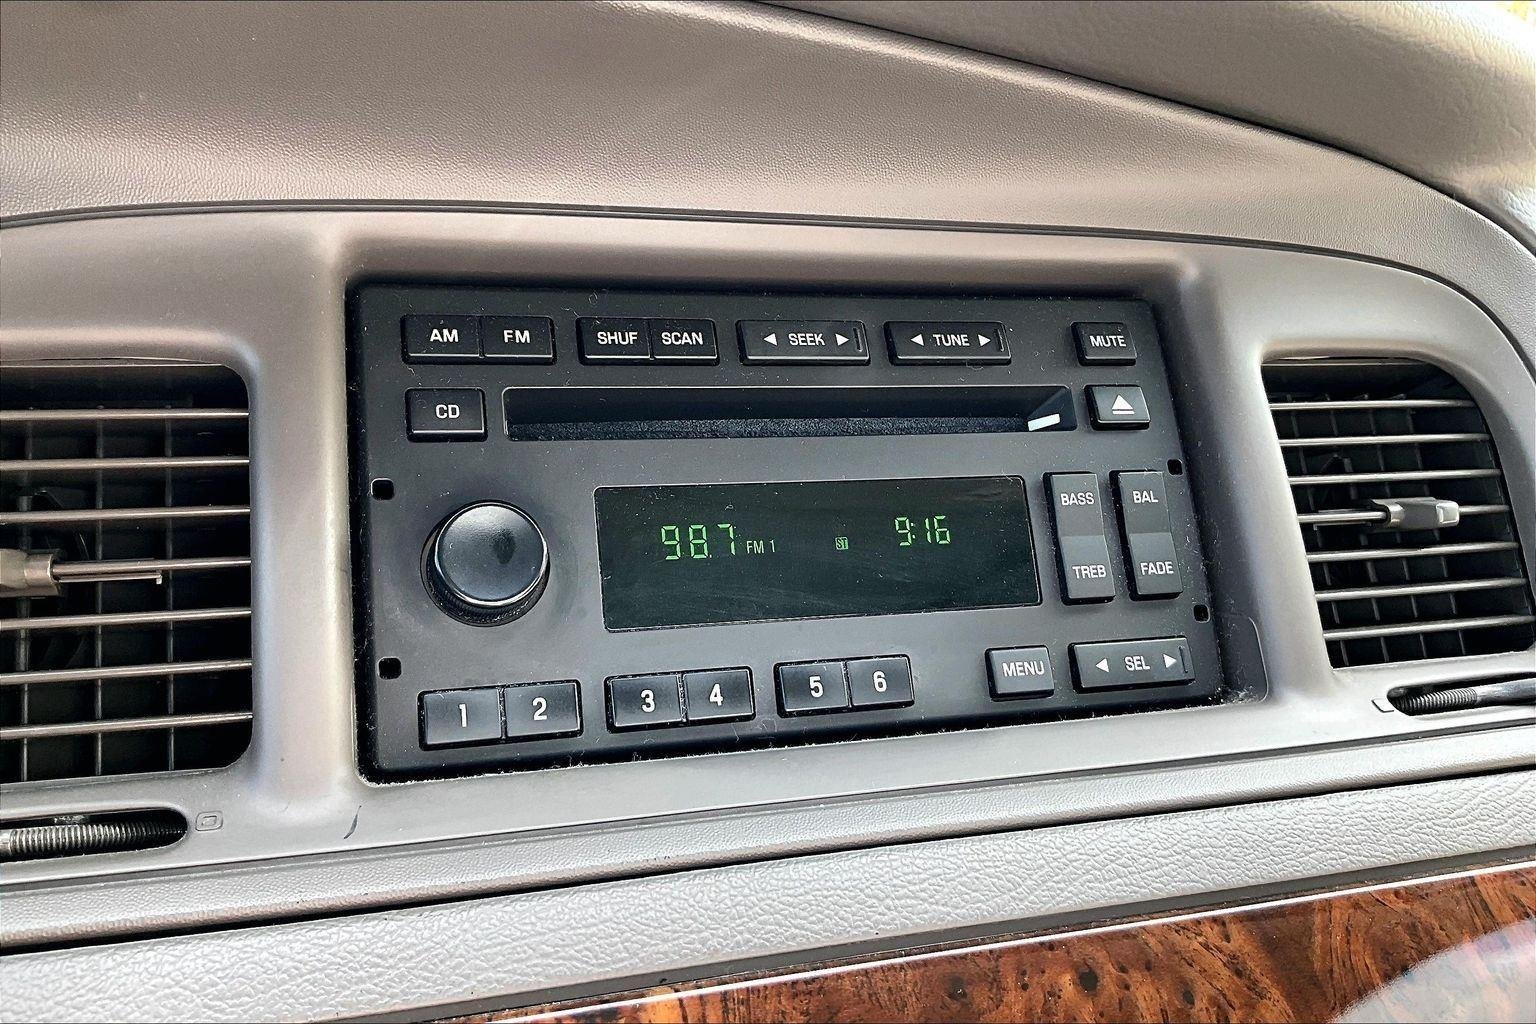 AM FM SHUF SCAN ◄ SEEK ► ◄ TUNE ► MUTE
CD
98.7 FM 1 ST 9:16
BASS BAL
TREB FADE
1 2 3 4 5 6 MENU ◄ SEL ►